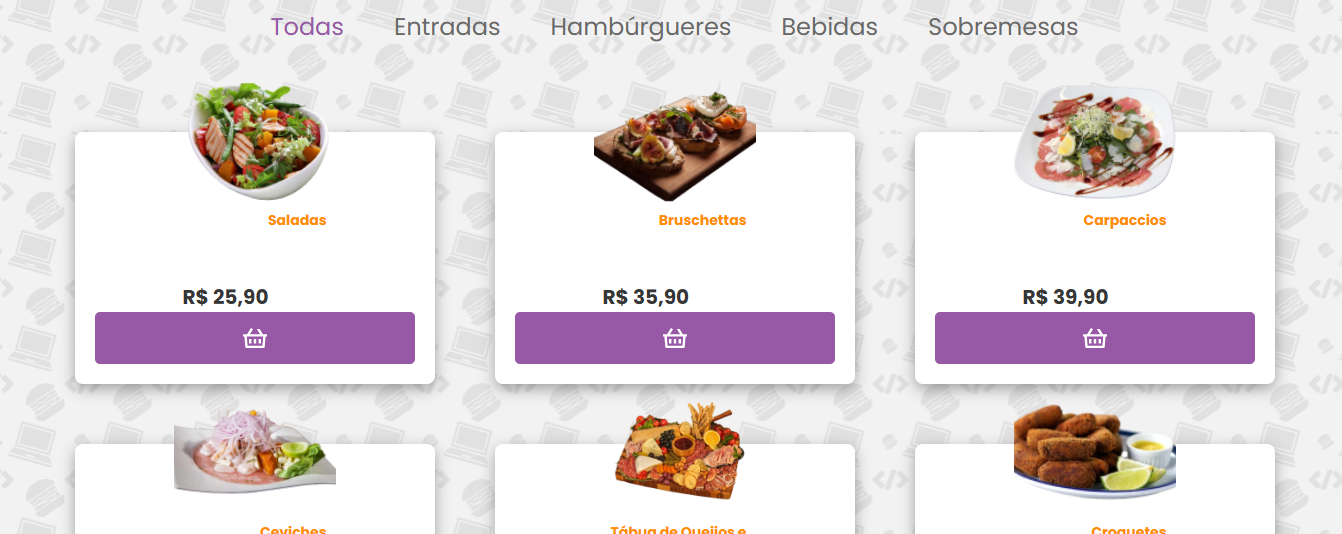 Todas Entradas Hambúrgueres Bebidas Sobremesas
Saladas Bruschettas Carpaccios
R$ 25,90 R$ 35,90 R$ 39,90
Ceviches Tábua de Queijos e Croquetes